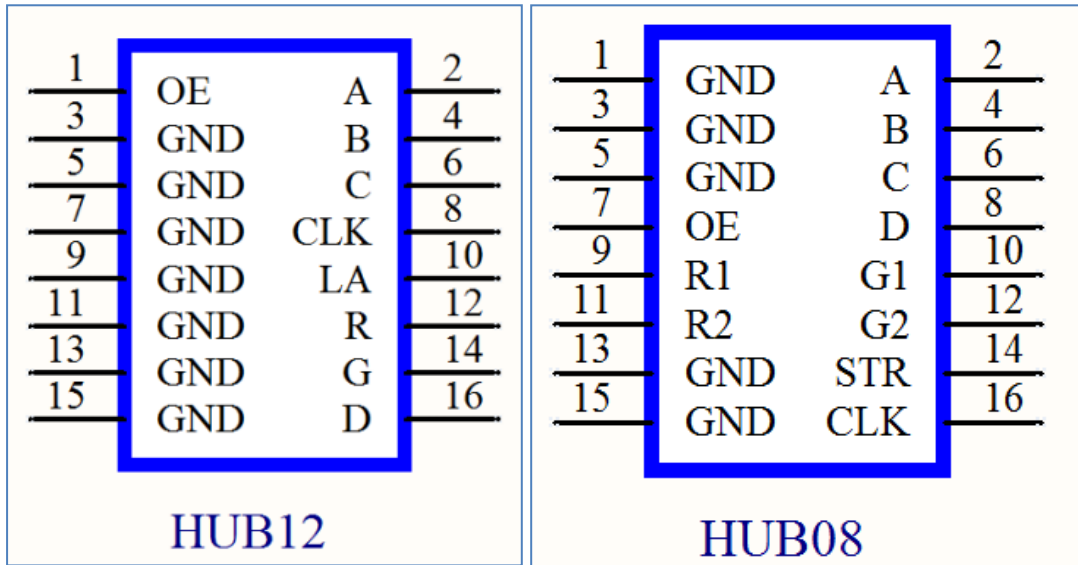 1 OE A 2
3 GND B 4
5 GND C 6
7 GND CLK 8
9 GND LA 10
11 GND R 12
13 GND G 14
15 GND D 16
HUB12
1 GND A 2
3 GND B 4
5 GND C 6
7 OE D 8
9 R1 G1 10
11 R2 G2 12
13 GND STR 14
15 GND CLK 16
HUB08